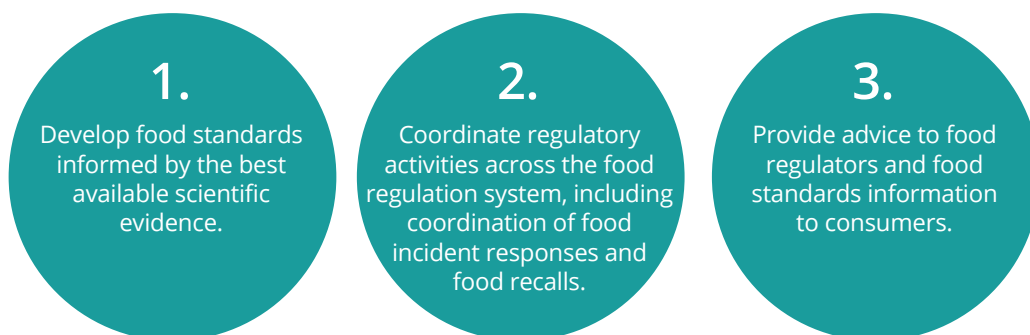 1.
Develop food standards
informed by the best
available scientific
evidence.
2.
Coordinate regulatory
activities across the food
regulation system, including
coordination of food
incident responses and
food recalls.
3.
Provide advice to food
regulators and food
standards information
to consumers.